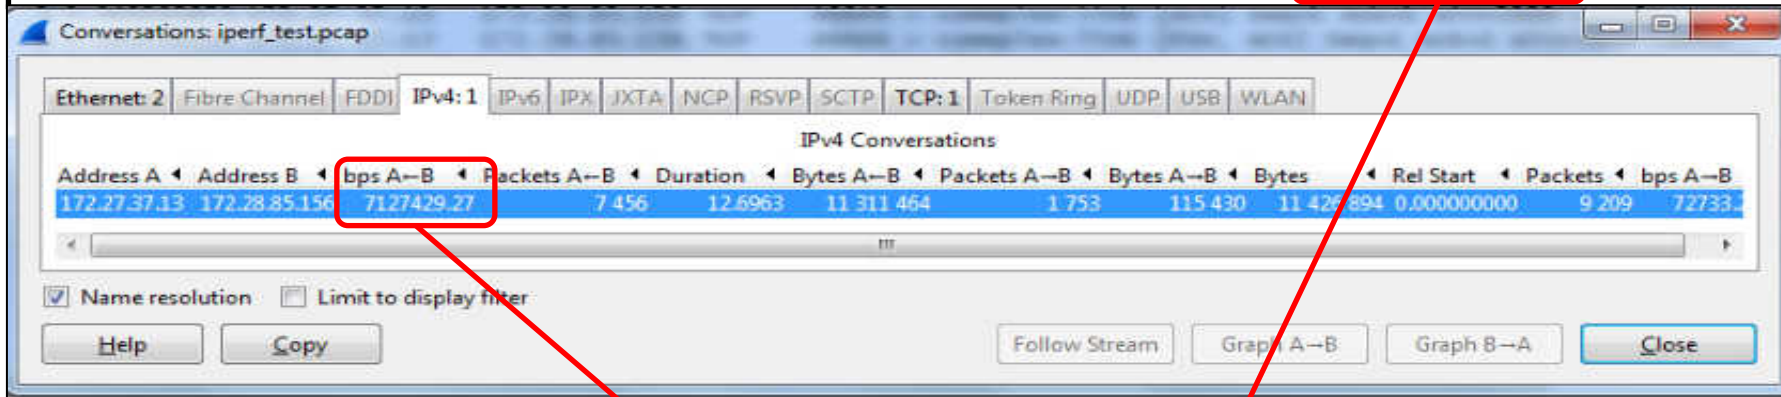 Conversations: iperf_test.pcap
Ethernet: 2 Fibre Channel FDDI IPv4: 1 IPv6 IPX JXTA NCP RSVP SCTP TCP: 1 Token Ring UDP USB WLAN
IPv4 Conversations
Address A Address B bps A←B Packets A←B Duration Bytes A←B Packets A→B Bytes A→B Bytes Rel Start Packets bps A→B
172.27.37.13 172.28.85.156 7127429.27 7 456 12.6963 11 311 464 1 753 115 430 11 426 894 0.000000000 9 209 72733.
Name resolution Limit to display filter
Help Copy Follow Stream Graph A→B Graph B→A Close